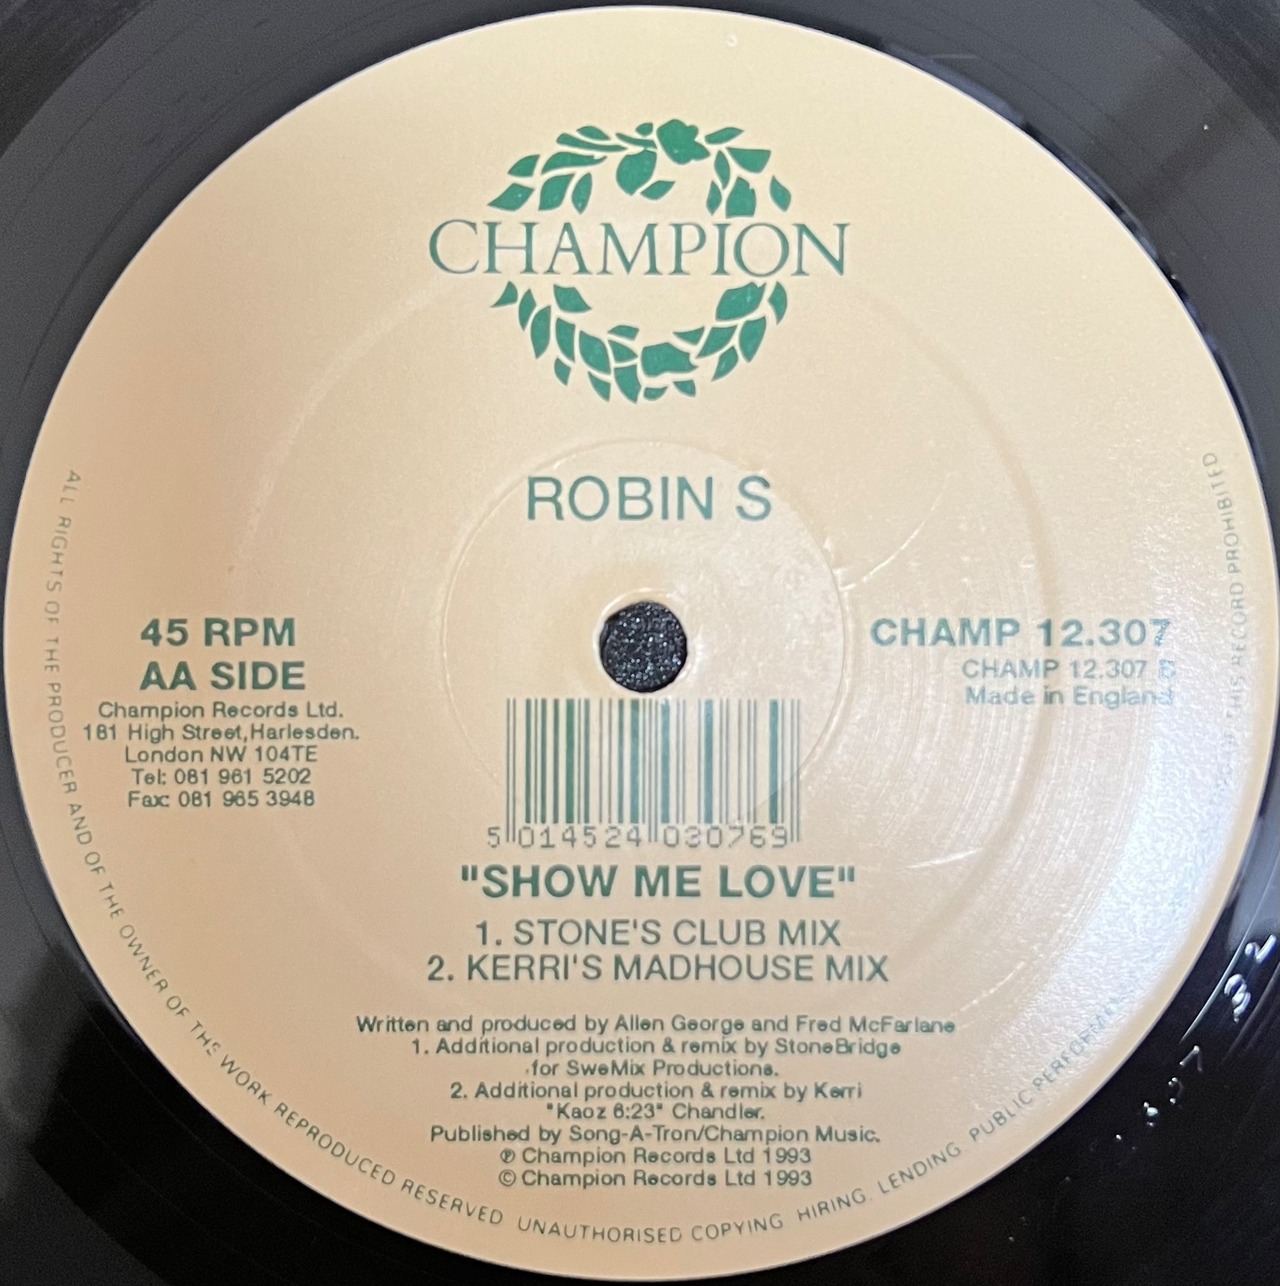 CHAMPION
ROBIN S
45 RPM
AA SIDE
Champion Records Ltd.
181 High Street,Harlesden.
London NW 104TE
Tel: 081 961 5202
Fax: 081 965 3948
CHAMP 12.307
CHAMP 12.307 B
Made in England
5 014524 030769
"SHOW ME LOVE"
1. STONE'S CLUB MIX
2. KERRI'S MADHOUSE MIX
Written and produced by Allen George and Fred McFarlane
1. Additional production & remix by StoneBridge
for SweMix Productions.
2. Additional production & remix by Kerri
"Kaoz 6:23" Chandler.
Published by Song-A-Tron/Champion Music.
℗ Champion Records Ltd 1993
© Champion Records Ltd 1993
ALL RIGHTS OF THE PRODUCER AND OF THE OWNER OF THE WORK REPRODUCED RESERVED UNAUTHORISED COPYING HIRING. LENDING. PUBLIC THIS RECORD PROHIBITED